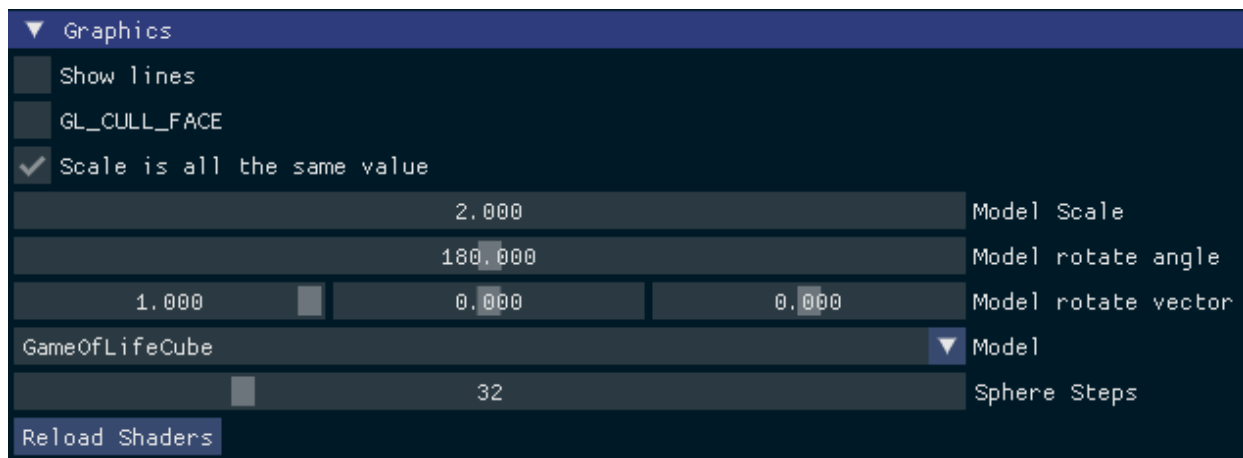 Graphics
Show lines
GL_CULL_FACE
Scale is all the same value
2.000 Model Scale
180.000 Model rotate angle
1.000 0.000 0.000 Model rotate vector
GameOfLifeCube Model
32 Sphere Steps
Reload Shaders